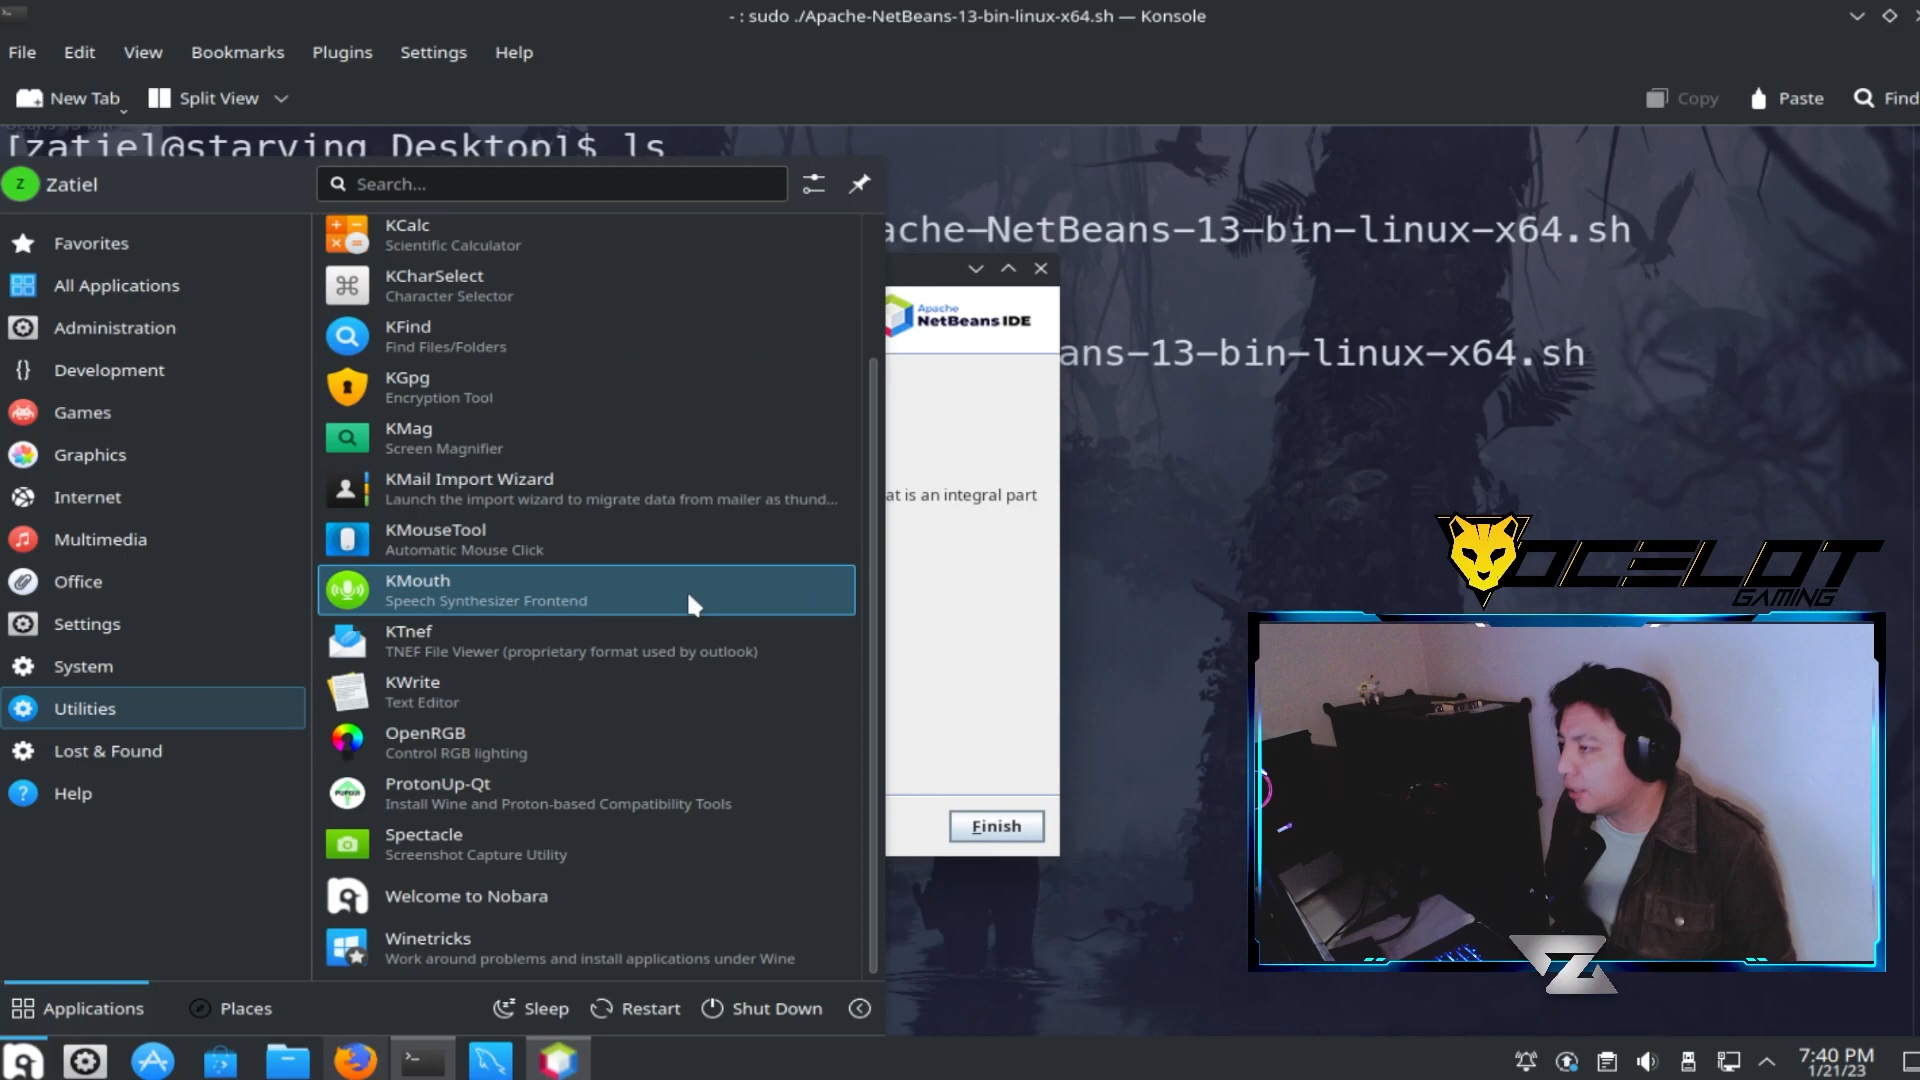 - : sudo ./Apache-NetBeans-13-bin-linux-x64.sh — Konsole
File Edit View Bookmarks Plugins Settings Help
New Tab Split View Copy Paste Find
[zatiel@starving Desktop]$ ls
Z Zatiel Search...
ache-NetBeans-13-bin-linux-x64.sh
ans-13-bin-linux-x64.sh
Favorites
All Applications
Administration
Development
Games
Graphics
Internet
Multimedia
Office
Settings
System
Utilities
Lost & Found
Help
KCalc
Scientific Calculator
KCharSelect
Character Selector
KFind
Find Files/Folders
KGpg
Encryption Tool
KMag
Screen Magnifier
KMail Import Wizard
Launch the import wizard to migrate data from mailer as thund...
KMouseTool
Automatic Mouse Click
KMouth
Speech Synthesizer Frontend
KTnef
TNEF File Viewer (proprietary format used by outlook)
KWrite
Text Editor
OpenRGB
Control RGB lighting
ProtonUp-Qt
Install Wine and Proton-based Compatibility Tools
Spectacle
Screenshot Capture Utility
Welcome to Nobara
Winetricks
Work around problems and install applications under Wine
Apache
NetBeans IDE
at is an integral part
Finish
OCELOT
GAMING
Applications Places Sleep Restart Shut Down
7:40 PM
1/21/23